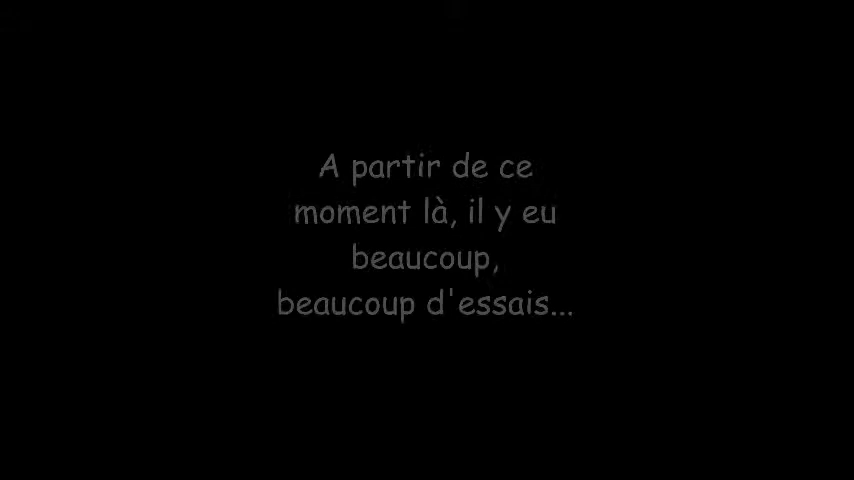 A partir de ce
moment là, il y eu
beaucoup,
beaucoup d'essais...